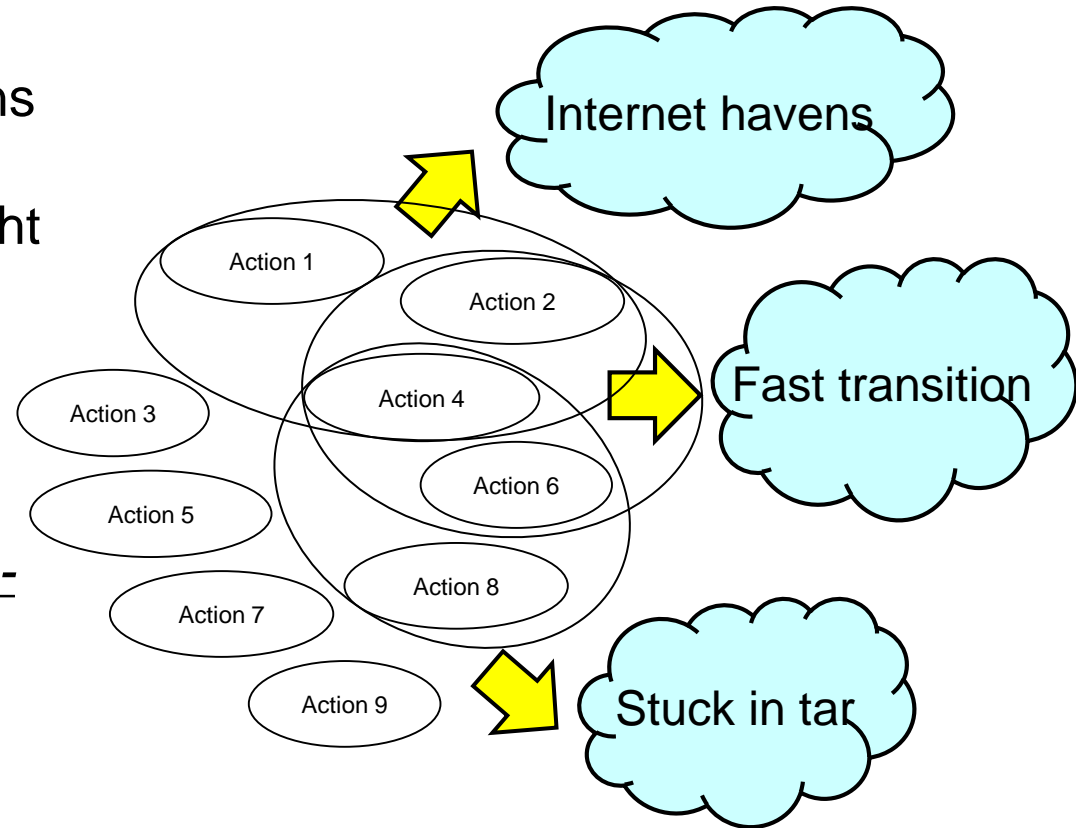 ns
ht
-
Internet havens
Action 1
Action 2
Fast transition
Action 4
Action 3
Action 6
Action 5
Action 8
Action 7
Action 9
Stuck in tar